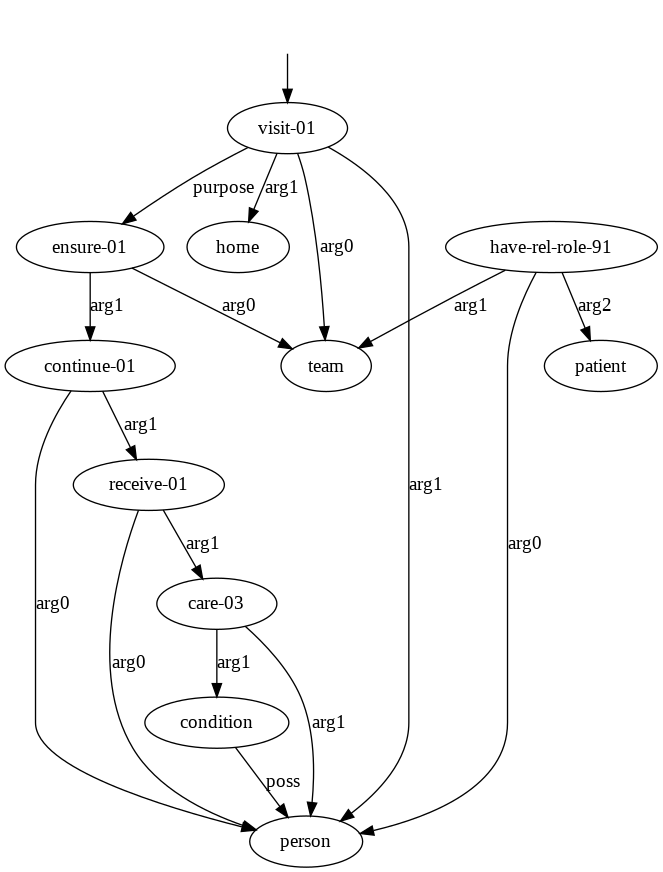 visit-01
purpose
arg1
ensure-01
home
arg0
have-rel-role-91
arg1
arg0
arg1
arg2
continue-01
team
patient
arg1
receive-01
arg1
arg1
arg0
arg0
care-03
arg0
arg1
condition
arg1
poss
person